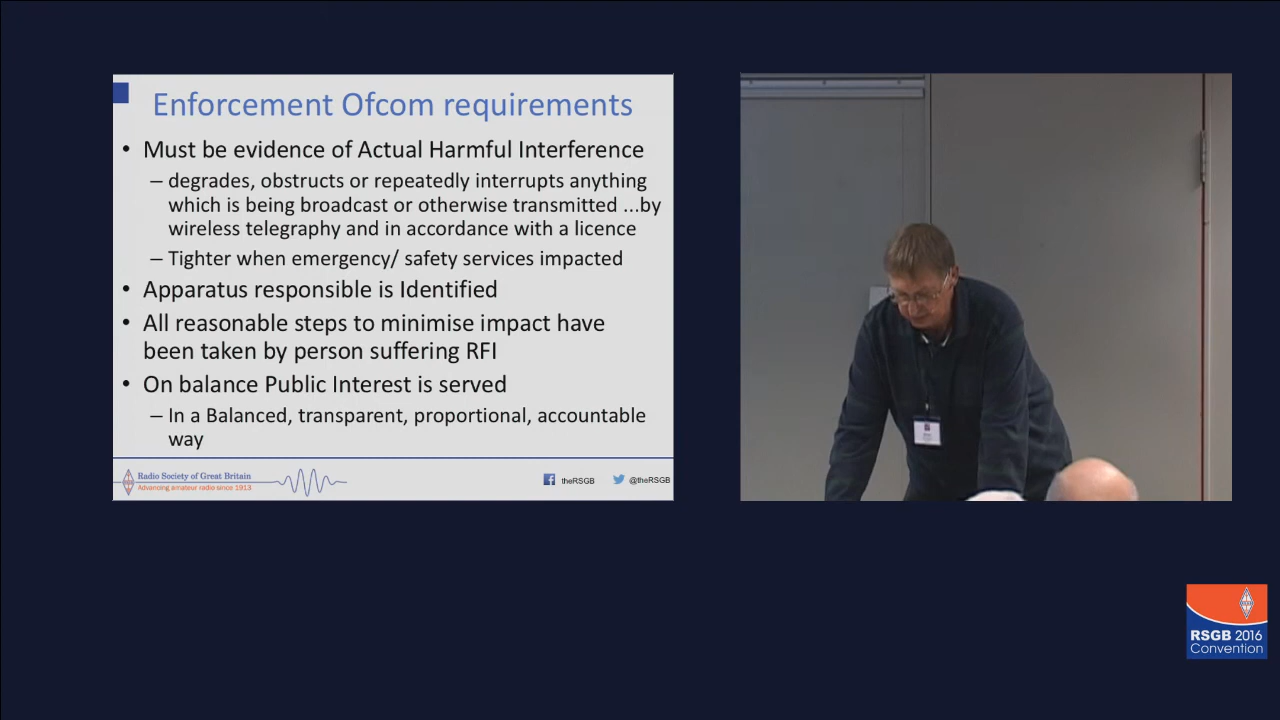 Enforcement Ofcom requirements
• Must be evidence of Actual Harmful Interference
– degrades, obstructs or repeatedly interrupts anything
which is being broadcast or otherwise transmitted ...by
wireless telegraphy and in accordance with a licence
– Tighter when emergency/ safety services impacted
• Apparatus responsible is Identified
• All reasonable steps to minimise impact have
been taken by person suffering RFI
• On balance Public Interest is served
– In a Balanced, transparent, proportional, accountable
way
Radio Society of Great Britain
Advancing amateur radio since 1913
theRSGB
@theRSGB
RSGB 2016
Convention